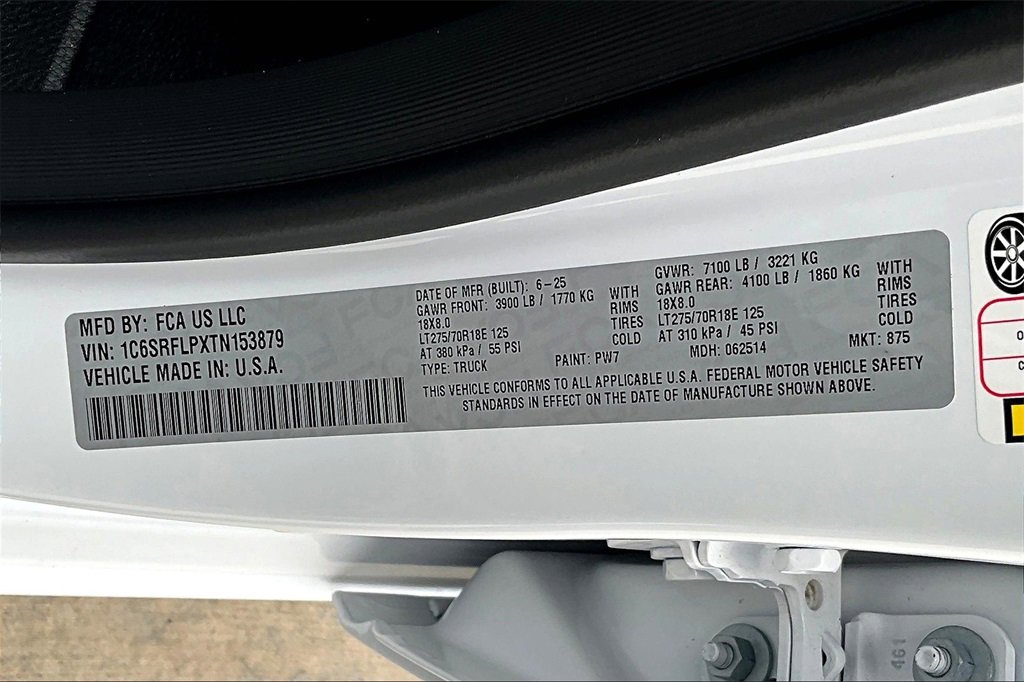 MFD BY: FCA US LLC
VIN: 1C6SRFLPXTN153879
VEHICLE MADE IN: U.S.A.
DATE OF MFR (BUILT): 6-25
GAWR FRONT: 3900 LB / 1770 KG WITH
18X8.0 RIMS
LT275/70R18E 125 TIRES
AT 380 kPa / 55 PSI COLD
TYPE: TRUCK PAINT: PW7
GVWR: 7100 LB / 3221 KG
GAWR REAR: 4100 LB / 1860 KG WITH
18X8.0 RIMS
LT275/70R18E 125 TIRES
AT 310 kPa / 45 PSI COLD
MDH: 062514 MKT: 875
THIS VEHICLE CONFORMS TO ALL APPLICABLE U.S.A. FEDERAL MOTOR VEHICLE SAFETY
STANDARDS IN EFFECT ON THE DATE OF MANUFACTURE SHOWN ABOVE.
461